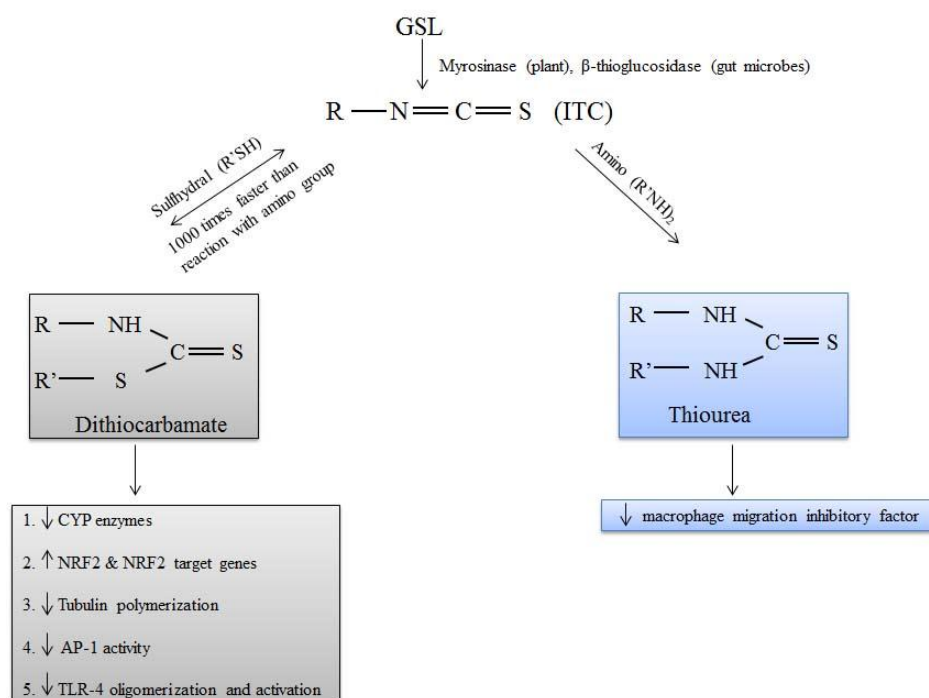 GSL
Myrosinase (plant), β-thioglucosidase (gut microbes)
R — N═C═S (ITC)
Sulfhydral (R'SH)
1000 times faster than
reaction with amino group
Amino (R'NH)2
R — NH
C═S
R' — S
Dithiocarbamate
R — NH
C═S
R' — NH
Thiourea
1. ↓ CYP enzymes
2. ↑ NRF2 & NRF2 target genes
3. ↓ Tubulin polymerization
4. ↓ AP-1 activity
5. ↓ TLR-4 oligomerization and activation
↓ macrophage migration inhibitory factor